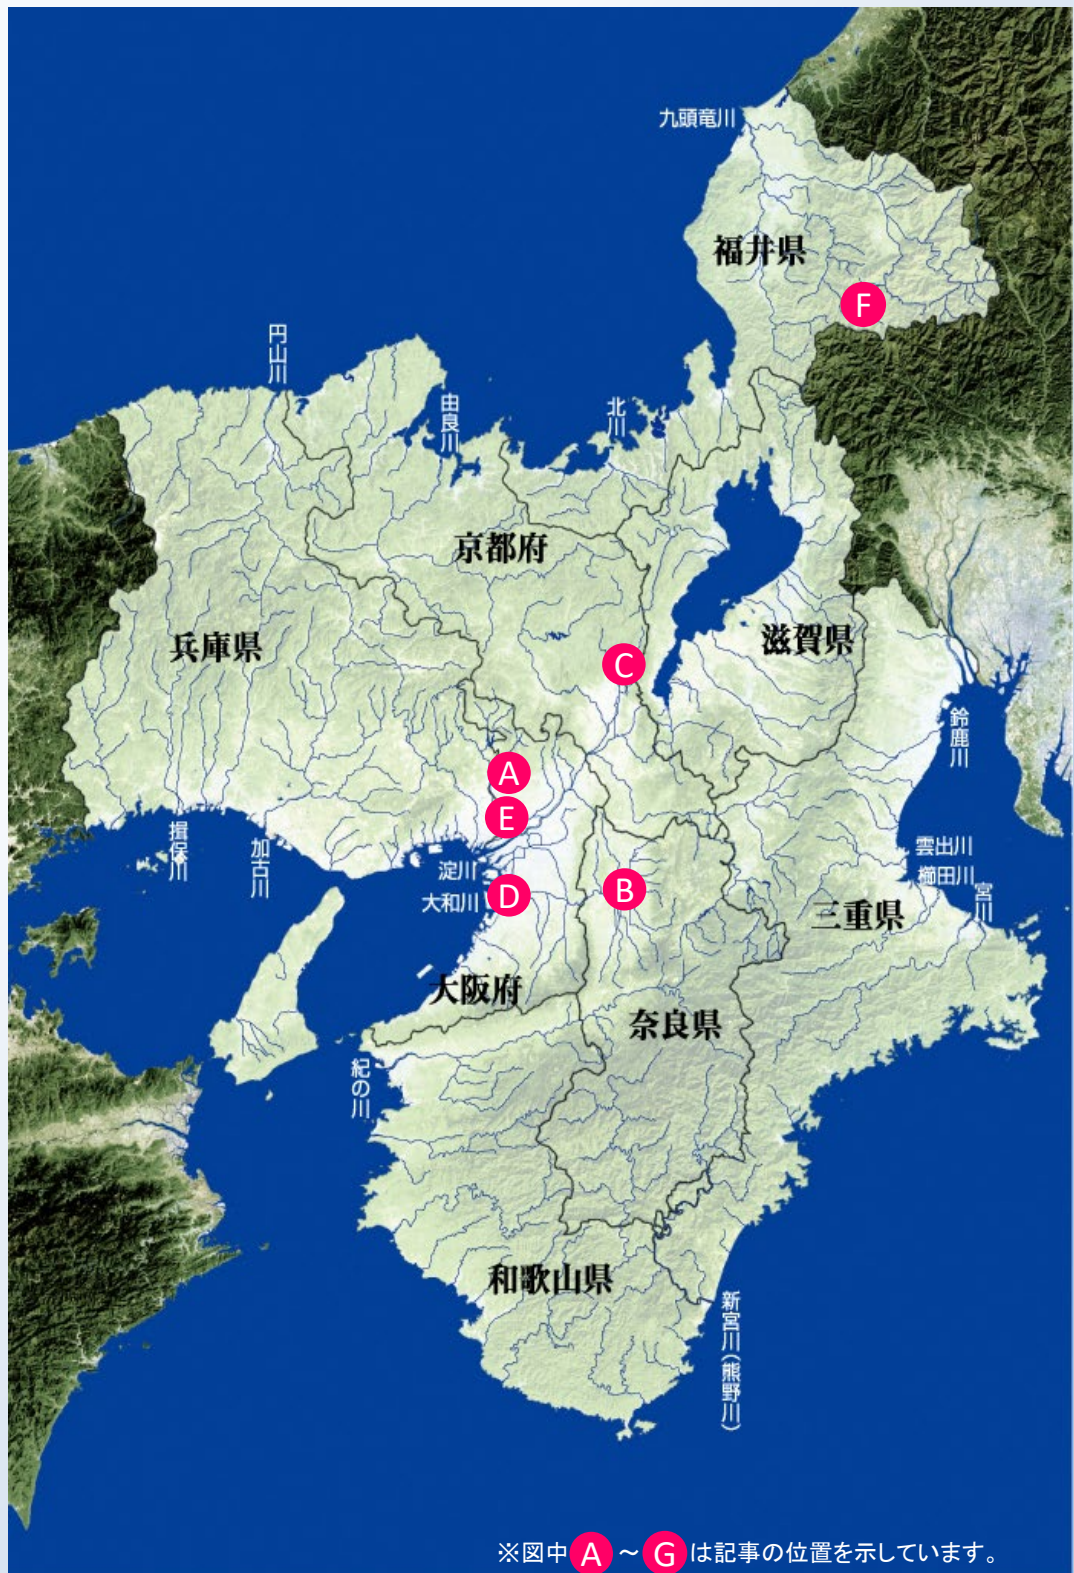 九頭竜川
福井県
F
円山川
由良川
北川
京都府
兵庫県
滋賀県
C
鈴鹿川
A
E
揖保川
加古川
淀川
大和川
D
B
雲出川
櫛田川
宮川
三重県
大阪府
奈良県
紀の川
和歌山県
新宮川(熊野川)
※図中 A ～ G は記事の位置を示しています。